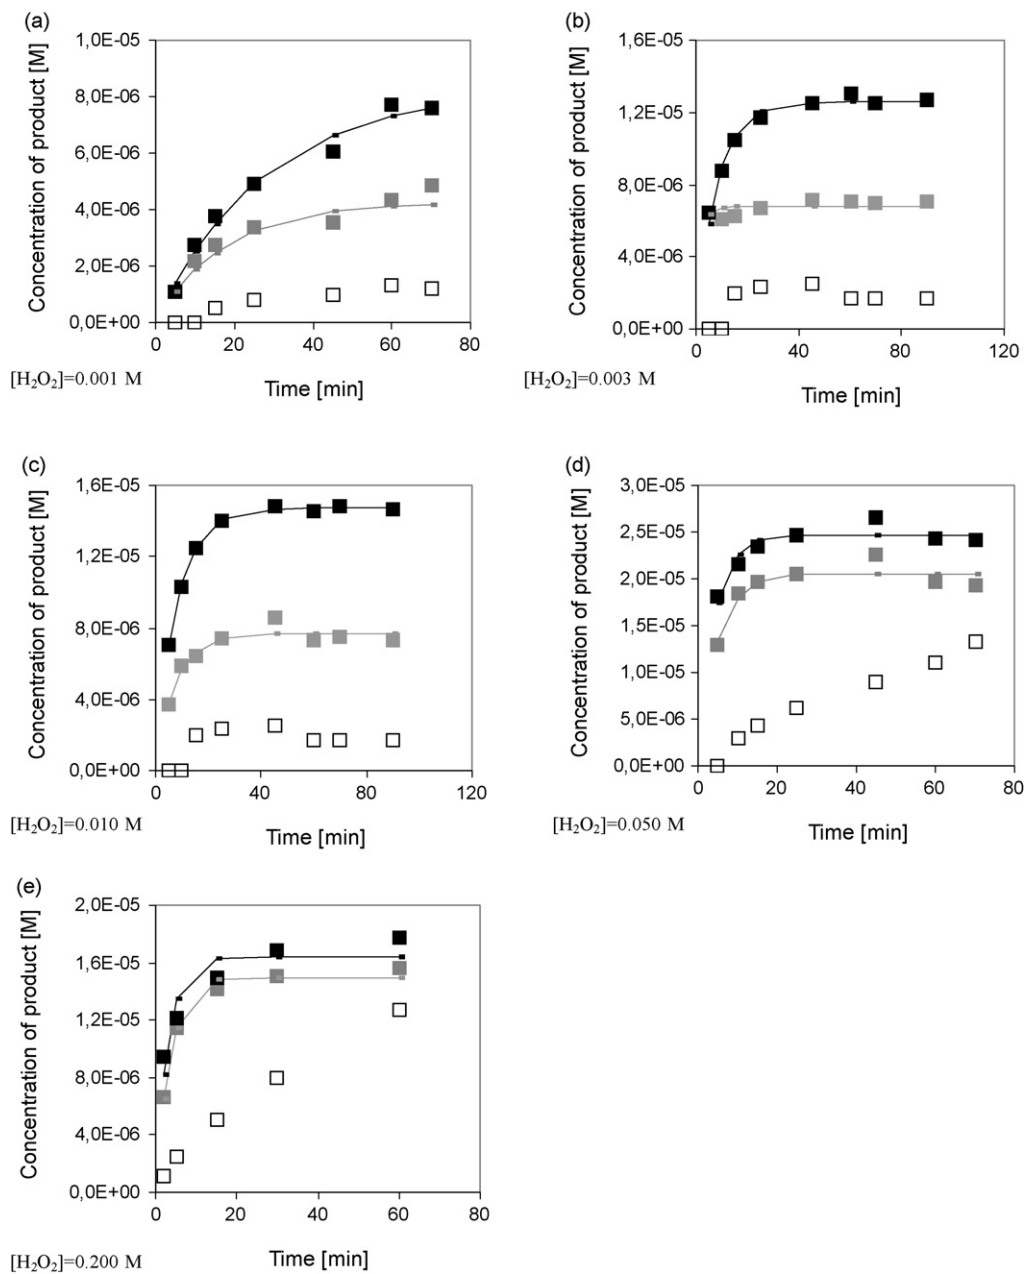 (a)
Concentration of product [M]
1,0E-05
8,0E-06
6,0E-06
4,0E-06
2,0E-06
0,0E+00
0 20 40 60 80
Time [min]
[H₂O₂]=0.001 M
(b)
Concentration of product [M]
1,6E-05
1,2E-05
8,0E-06
4,0E-06
0,0E+00
0 40 80 120
Time [min]
[H₂O₂]=0.003 M
(c)
Concentration of product [M]
1,6E-05
1,2E-05
8,0E-06
4,0E-06
0,0E+00
0 40 80 120
Time [min]
[H₂O₂]=0.010 M
(d)
Concentration of product [M]
3,0E-05
2,5E-05
2,0E-05
1,5E-05
1,0E-05
5,0E-06
0,0E+00
0 20 40 60 80
Time [min]
[H₂O₂]=0.050 M
(e)
Concentration of product [M]
2,0E-05
1,6E-05
1,2E-05
8,0E-06
4,0E-06
0,0E+00
0 20 40 60 80
Time [min]
[H₂O₂]=0.200 M